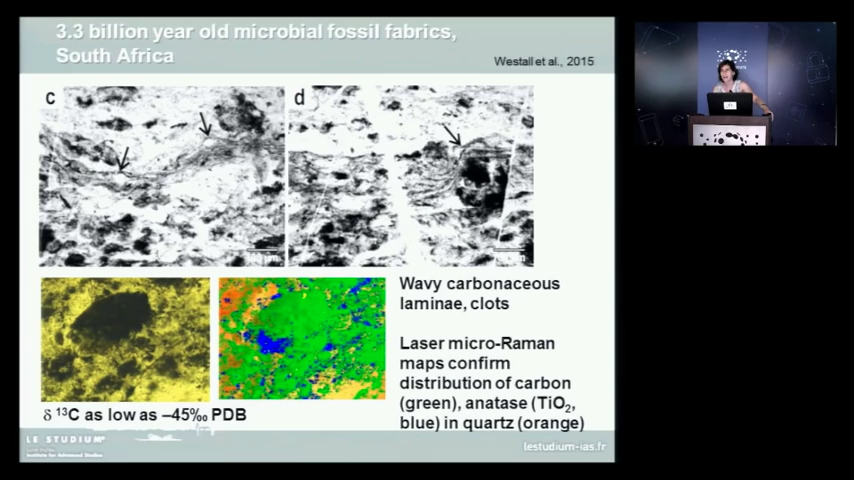 3.3 billion year old microbial fossil fabrics,
South Africa
Westall et al., 2015
c
d
Wavy carbonaceous
laminae, clots
Laser micro-Raman
maps confirm
distribution of carbon
(green), anatase (TiO₂,
blue) in quartz (orange)
δ ¹³C as low as –45‰ PDB
LE STUDIUM
Institute for Advanced Studies
lestudium-ias.fr